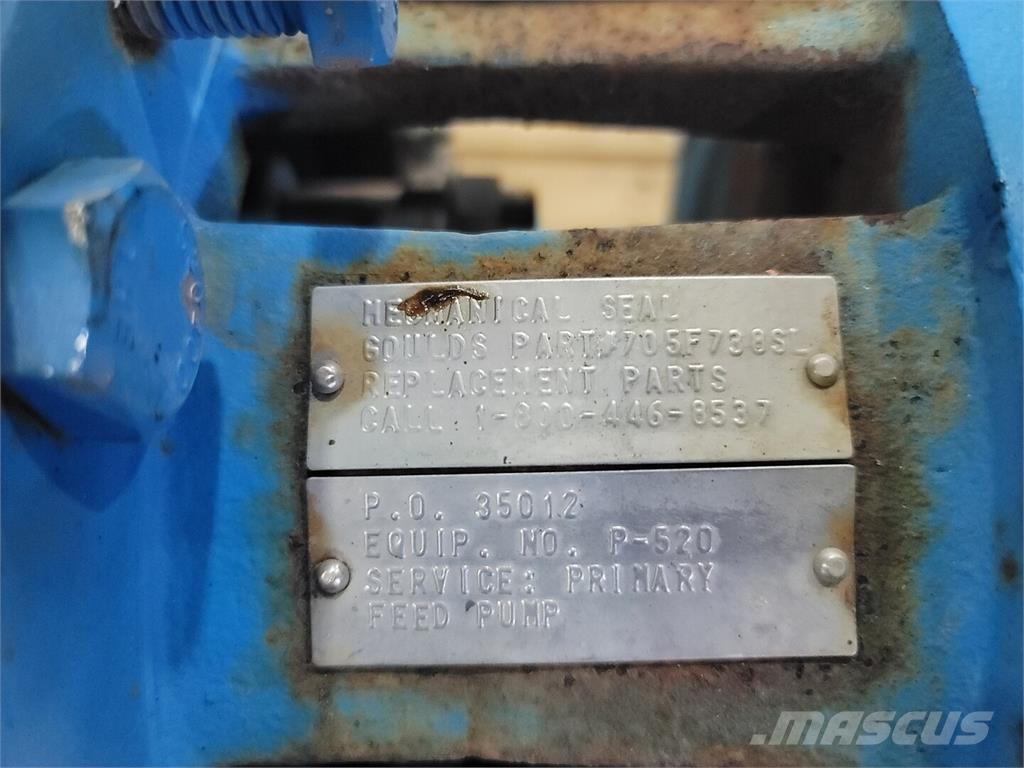 MECHANICAL SEAL
GOULDS PART#705F738SL
REPLACEMENT PARTS
CALL 1-800-446-8537
P.O. 35012
EQUIP. NO. P-520
SERVICE: PRIMARY
FEED PUMP
MASCUS